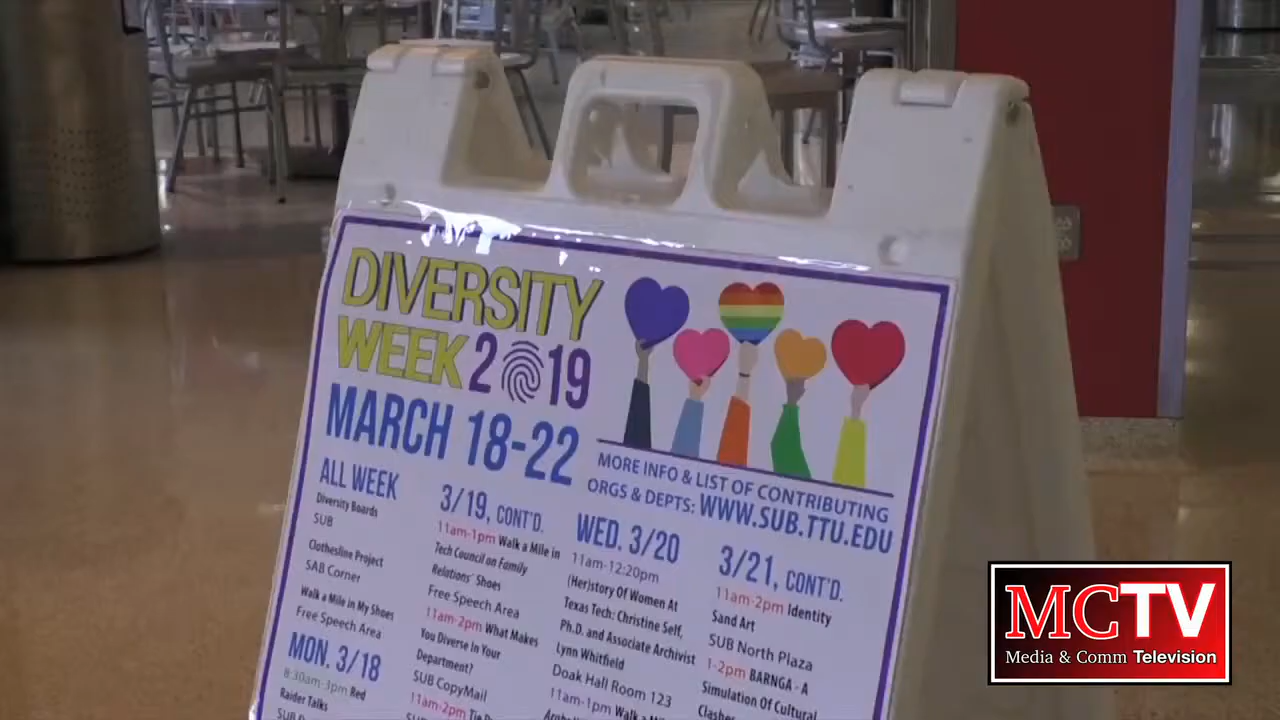 DIVERSITY
WEEK 2019
MARCH 18-22
MORE INFO & LIST OF CONTRIBUTING
ORGS & DEPTS: WWW.SUB.TTU.EDU
ALL WEEK
Diversity Boards
SUB
Clothesline Project
SAB Corner
Walk a Mile in My Shoes
Free Speech Area
MON. 3/18
8:30am-3pm Red
Raider Talks
3/19, CONT'D.
11am-1pm Walk a Mile in
Tech Council on Family
Relations' Shoes
Free Speech Area
11am-2pm What Makes
You Diverse In Your
Department?
SUB CopyMail
11am-2pm
WED. 3/20
11am-12:20pm
(Her)story Of Women At
Texas Tech: Christine Self,
Ph.D. and Associate Archivist
Lynn Whitfield
Doak Hall Room 123
11am-1pm Walk a
3/21, CONT'D.
11am-2pm Identity
Sand Art
SUB North Plaza
1-2pm BARNGA - A
Simulation Of Cultural
MCTV
Media & Comm Television